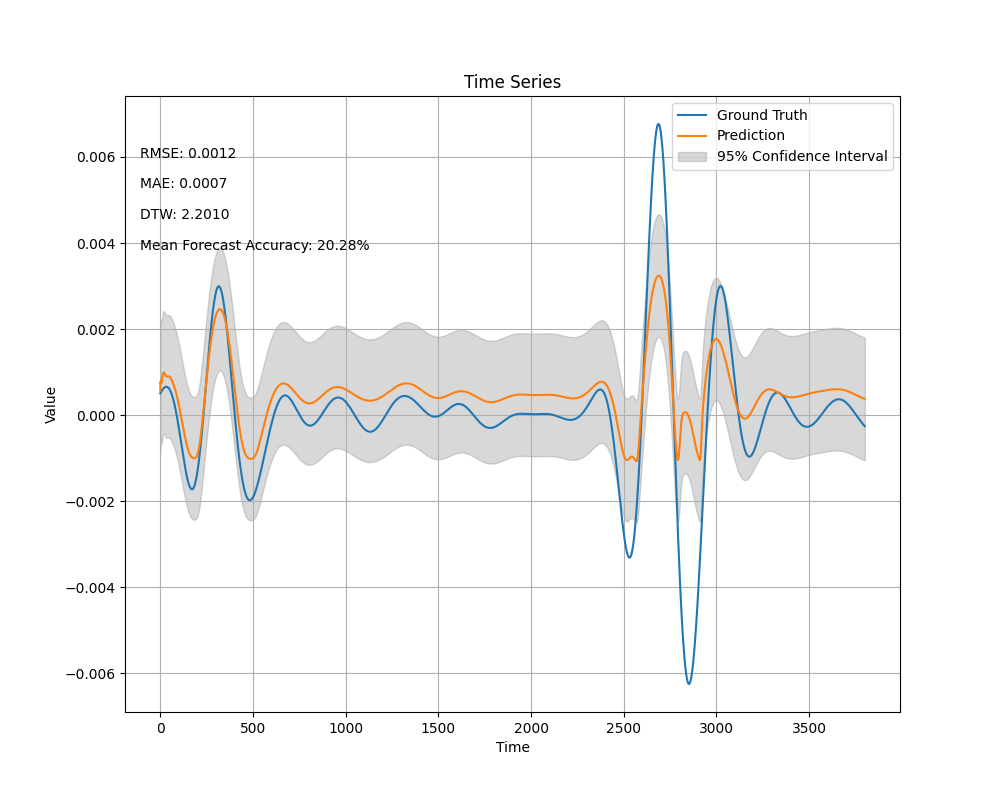 Time Series
Ground Truth
Prediction
95% Confidence Interval
RMSE: 0.0012
MAE: 0.0007
DTW: 2.2010
Mean Forecast Accuracy: 20.28%
Value
0.006
0.004
0.002
0.000
−0.002
−0.004
−0.006
0 500 1000 1500 2000 2500 3000 3500
Time